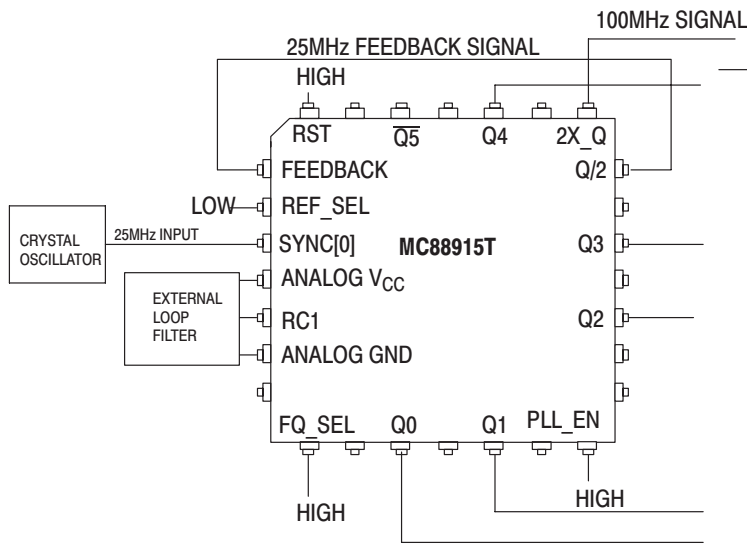 100MHz SIGNAL
25MHz FEEDBACK SIGNAL
HIGH
RST
Q5
Q4
2X_Q
FEEDBACK
Q/2
LOW
REF_SEL
CRYSTAL
OSCILLATOR
25MHz INPUT
SYNC[0]
MC88915T
Q3
ANALOG VCC
EXTERNAL
LOOP
FILTER
RC1
Q2
ANALOG GND
FQ_SEL
Q0
Q1
PLL_EN
HIGH
HIGH